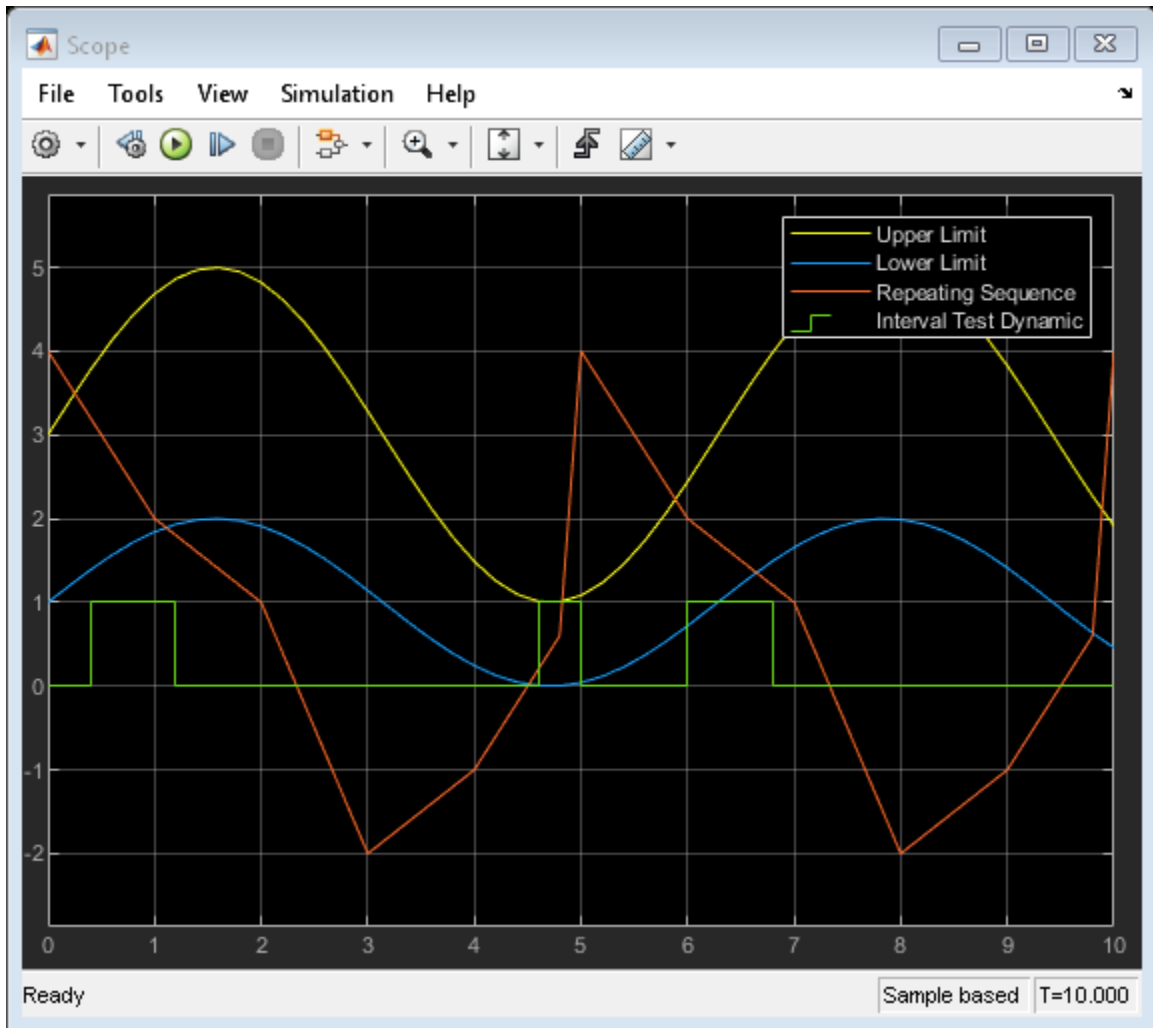 Scope
File Tools View Simulation Help
Upper Limit
Lower Limit
Repeating Sequence
Interval Test Dynamic
5
4
3
2
1
0
-1
-2
0 1 2 3 4 5 6 7 8 9 10
Ready Sample based T=10.000